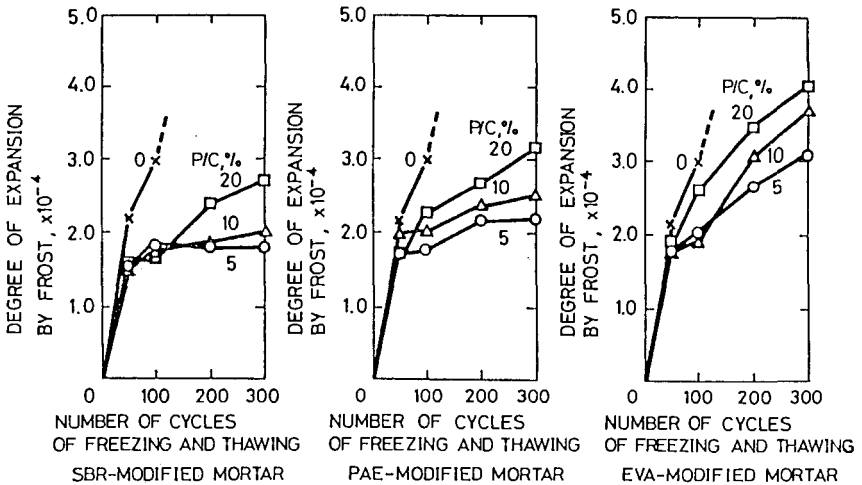 DEGREE OF EXPANSION
BY FROST, x10-4
5.0
4.0
3.0
2.0
1.0
0
0
P/C,%
20
10
5
100 200 300
NUMBER OF CYCLES
OF FREEZING AND THAWING
SBR-MODIFIED MORTAR
DEGREE OF EXPANSION
BY FROST, x10-4
5.0
4.0
3.0
2.0
1.0
0
0
P/C,%
20
10
5
100 200 300
NUMBER OF CYCLES
OF FREEZING AND THAWING
PAE-MODIFIED MORTAR
DEGREE OF EXPANSION
BY FROST, x10-4
5.0
4.0
3.0
2.0
1.0
0
0
P/C,%
20
10
5
100 200 300
NUMBER OF CYCLES
OF FREEZING AND THAWING
EVA-MODIFIED MORTAR